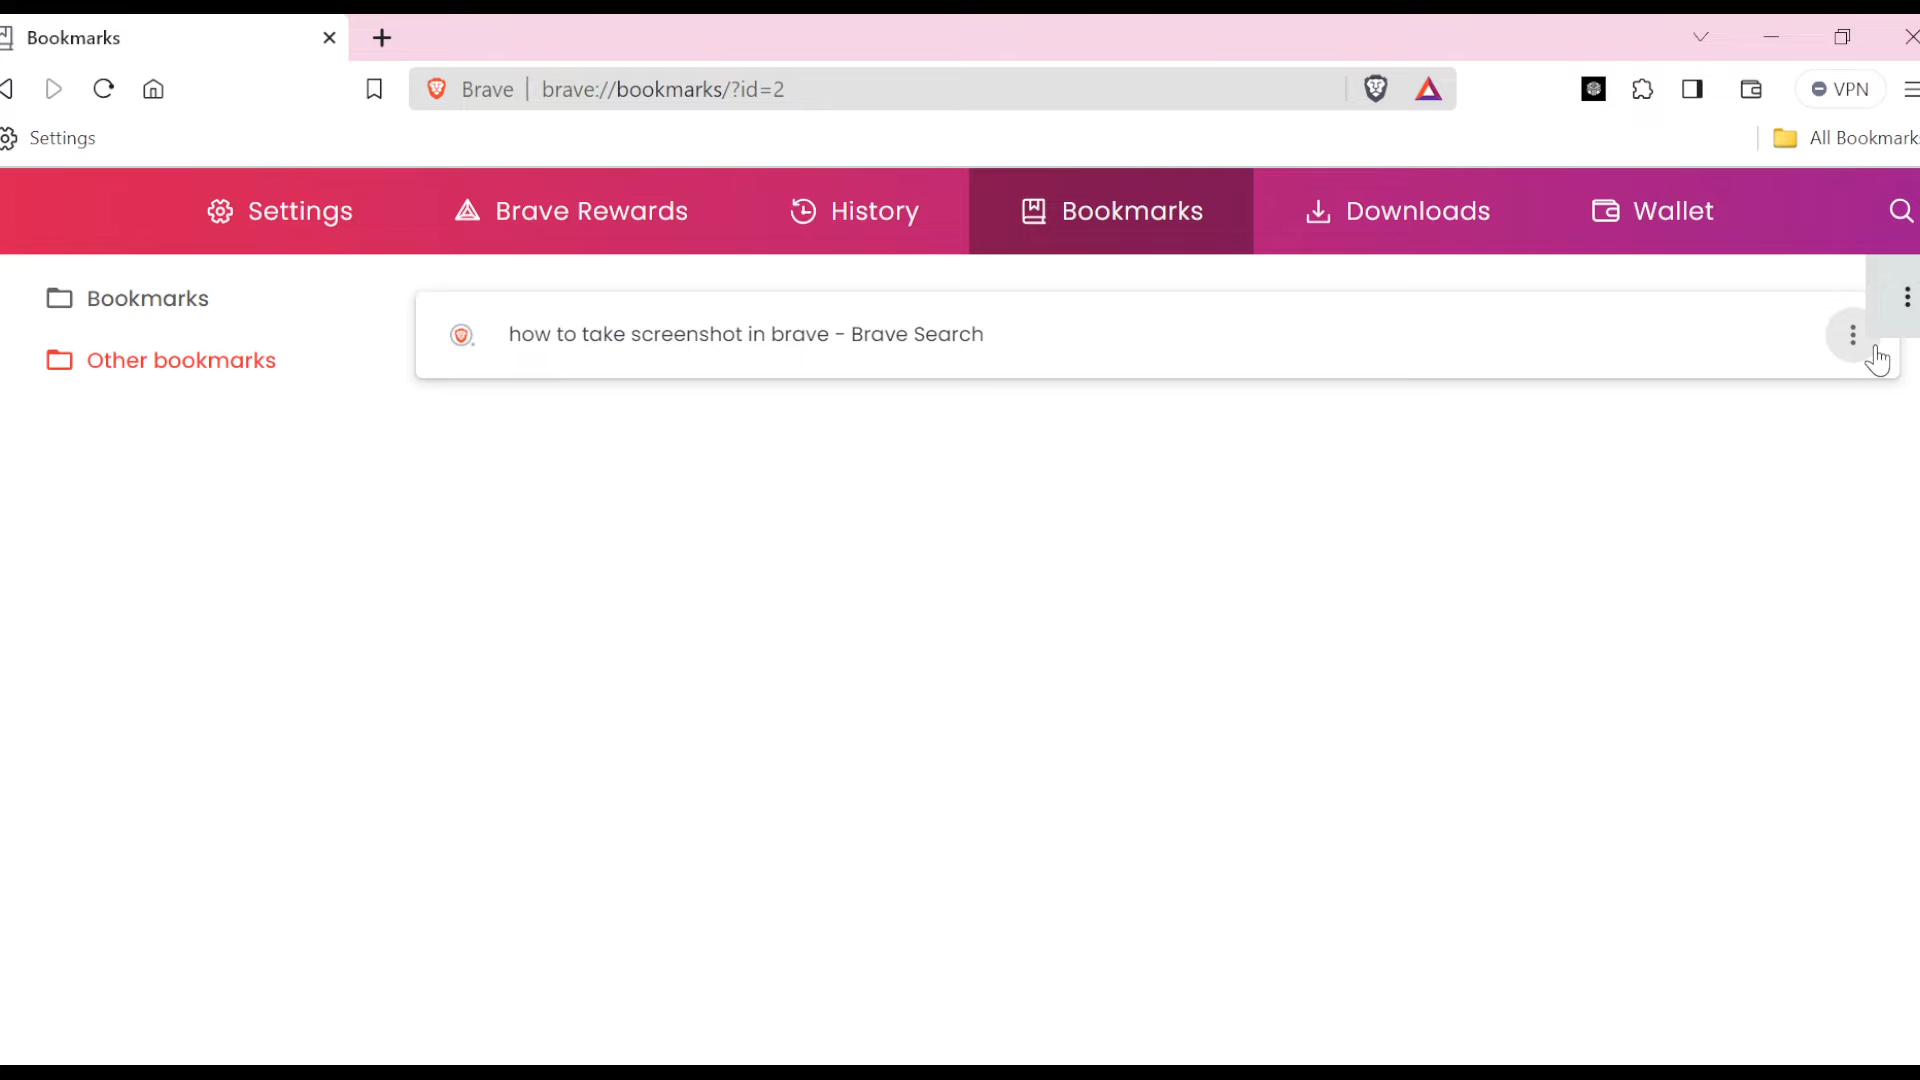 Bookmarks
Brave
brave://bookmarks/?id=2
VPN
Settings
All Bookmarks
Settings
Brave Rewards
History
Bookmarks
Downloads
Wallet
Bookmarks
how to take screenshot in brave - Brave Search
Other bookmarks